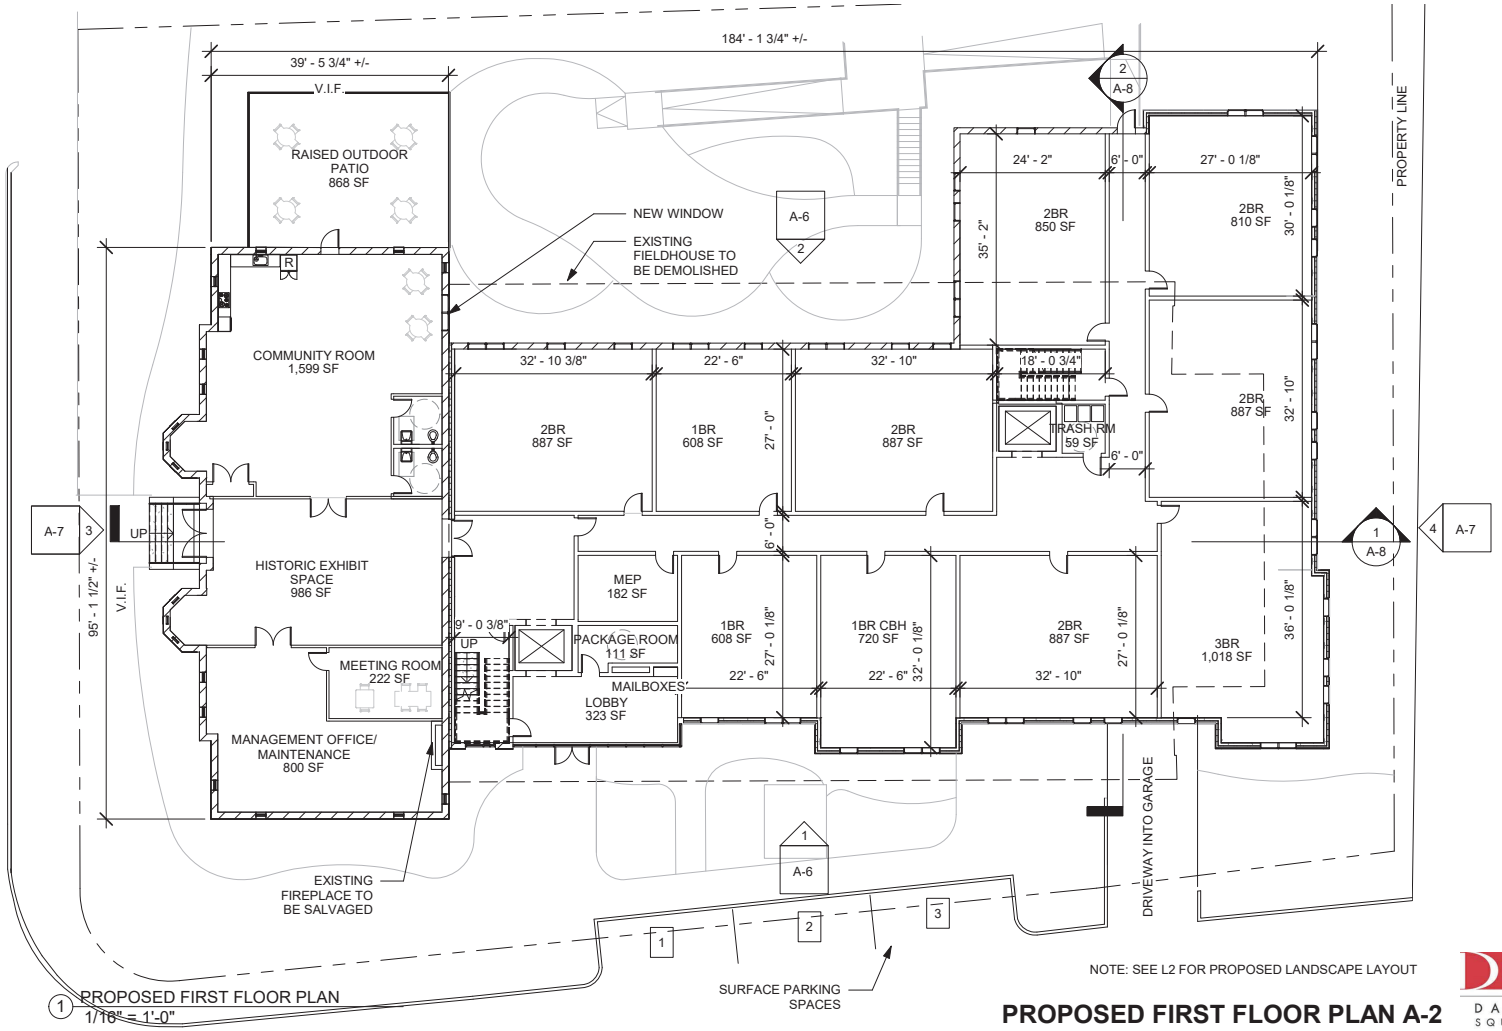 184' - 1 3/4" +/-
39' - 5 3/4" +/-
V.I.F.
2
A-8
PROPERTY LINE
RAISED OUTDOOR
PATIO
868 SF
24' - 2"
6' - 0"
27' - 0 1/8"
30' - 0 1/8"
35' - 2"
2BR
850 SF
2BR
810 SF
NEW WINDOW
EXISTING
FIELDHOUSE TO
BE DEMOLISHED
A-6
2
R
COMMUNITY ROOM
1,599 SF
32' - 10 3/8"
22' - 6"
32' - 10"
18' - 0 3/4"
2BR
887 SF
1BR
608 SF
27' - 0"
2BR
887 SF
TRASH RM
59 SF
6' - 0"
2BR
887 SF
32' - 10"
A-7
3
UP
95' - 1 1/2" +/-
V.I.F.
HISTORIC EXHIBIT
SPACE
986 SF
6' - 0"
1
A-8
4
A-7
MEP
182 SF
9' - 0 3/8"
UP
PACKAGE ROOM
111 SF
MAILBOXES
LOBBY
323 SF
1BR
608 SF
27' - 0 1/8"
22' - 6"
1BR CBH
720 SF
32' - 0 1/8"
22' - 6"
2BR
887 SF
32' - 10"
27' - 0 1/8"
3BR
1,018 SF
36' - 0 1/8"
MEETING ROOM
222 SF
MANAGEMENT OFFICE/
MAINTENANCE
800 SF
EXISTING
FIREPLACE TO
BE SALVAGED
1
A-6
DRIVEWAY INTO GARAGE
1
2
3
SURFACE PARKING
SPACES
NOTE: SEE L2 FOR PROPOSED LANDSCAPE LAYOUT
1
PROPOSED FIRST FLOOR PLAN
1/16" = 1'-0"
PROPOSED FIRST FLOOR PLAN A-2